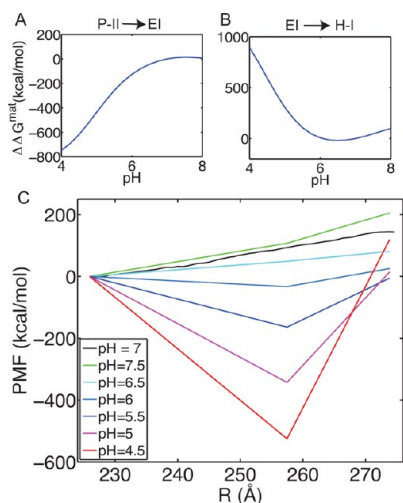 A P-II → EI
B EI → H-I
ΔΔG^mat(kcal/mol)
0
-200
-400
-600
-800
4 6 8
pH
1000
500
0
4 6 8
pH
C
PMF (kcal/mol)
200
0
-200
-400
-600
pH = 7
pH=7.5
pH=6.5
pH=6
pH=5.5
pH=5
pH=4.5
230 240 250 260 270
R (Å)